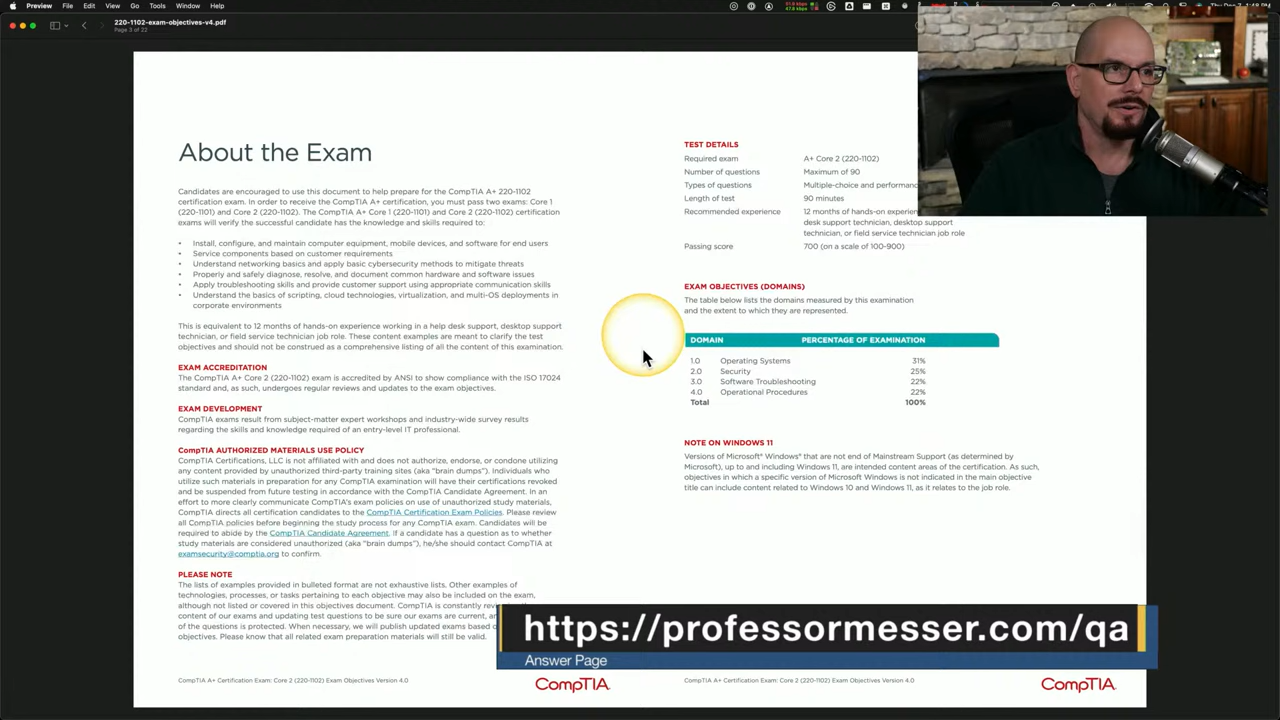 Preview File Edit View Go Tools Window Help
220-1102-exam-objectives-v4.pdf
Page 3 of 22
About the Exam
Candidates are encouraged to use this document to help prepare for the CompTIA A+ 220-1102
certification exam. In order to receive the CompTIA A+ certification, you must pass two exams: Core 1
(220-1101) and Core 2 (220-1102). The CompTIA A+ Core 1 (220-1101) and Core 2 (220-1102) certification
exams will verify the successful candidate has the knowledge and skills required to:
• Install, configure, and maintain computer equipment, mobile devices, and software for end users
• Service components based on customer requirements
• Understand networking basics and apply basic cybersecurity methods to mitigate threats
• Properly and safely diagnose, resolve, and document common hardware and software issues
• Apply troubleshooting skills and provide customer support using appropriate communication skills
• Understand the basics of scripting, cloud technologies, virtualization, and multi-OS deployments in
corporate environments
This is equivalent to 12 months of hands-on experience working in a help desk support, desktop support
technician, or field service technician job role. These content examples are meant to clarify the test
objectives and should not be construed as a comprehensive listing of all the content of this examination.
EXAM ACCREDITATION
The CompTIA A+ Core 2 (220-1102) exam is accredited by ANSI to show compliance with the ISO 17024
standard and, as such, undergoes regular reviews and updates to the exam objectives.
EXAM DEVELOPMENT
CompTIA exams result from subject-matter expert workshops and industry-wide survey results
regarding the skills and knowledge required of an entry-level IT professional.
CompTIA AUTHORIZED MATERIALS USE POLICY
CompTIA Certifications, LLC is not affiliated with and does not authorize, endorse, or condone utilizing
any content provided by unauthorized third-party training sites (aka “brain dumps”). Individuals who
utilize such materials in preparation for any CompTIA examination will have their certifications revoked
and be suspended from future testing in accordance with the CompTIA Candidate Agreement. In an
effort to more clearly communicate CompTIA’s exam policies on use of unauthorized study materials,
CompTIA directs all certification candidates to the CompTIA Certification Exam Policies. Please review
all CompTIA policies before beginning the study process for any CompTIA exam. Candidates will be
required to abide by the CompTIA Candidate Agreement. If a candidate has a question as to whether
study materials are considered unauthorized (aka “brain dumps”), he/she should contact CompTIA at
examsecurity@comptia.org to confirm.
PLEASE NOTE
The lists of examples provided in bulleted format are not exhaustive lists. Other examples of
technologies, processes, or tasks pertaining to each objective may also be included on the exam,
although not listed or covered in this objectives document. CompTIA is constantly
content of our exams and updating test questions to be sure our exams are current,
of the questions is protected. When necessary, we will publish updated exams based
objectives. Please know that all related exam preparation materials will still be valid.
CompTIA A+ Certification Exam: Core 2 (220-1102) Exam Objectives Version 4.0
CompTIA
TEST DETAILS
Required exam A+ Core 2 (220-1102)
Number of questions Maximum of 90
Types of questions Multiple-choice and
Length of test 90 minutes
Recommended experience 12 months of hands-on
desk support technician, desktop support
technician, or field service technician job role
Passing score 700 (on a scale of 100-900)
EXAM OBJECTIVES (DOMAINS)
The table below lists the domains measured by this examination
and the extent to which they are represented.
DOMAIN PERCENTAGE OF EXAMINATION
1.0 Operating Systems 31%
2.0 Security 25%
3.0 Software Troubleshooting 22%
4.0 Operational Procedures 22%
Total 100%
NOTE ON WINDOWS 11
Versions of Microsoft® Windows® that are not end of Mainstream Support (as determined by
Microsoft), up to and including Windows 11, are intended content areas of the certification. As such,
objectives in which a specific version of Microsoft Windows is not indicated in the main objective
title can include content related to Windows 10 and Windows 11, as it relates to the job role.
https://professormesser.com/qa
Answer Page
CompTIA A+ Certification Exam: Core 2 (220-1102) Exam Objectives Version 4.0
CompTIA